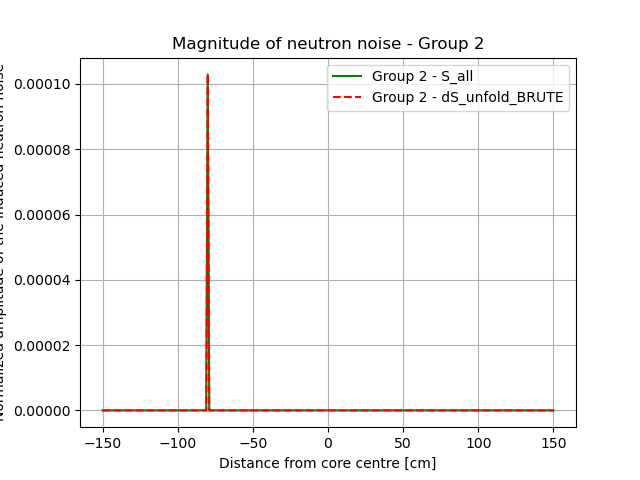 Magnitude of neutron noise - Group 2
Group 2 - S_all
Group 2 - dS_unfold_BRUTE
Normalized amplitude of the induced neutron noise
0.00010
0.00008
0.00006
0.00004
0.00002
0.00000
−150
−100
−50
0
50
100
150
Distance from core centre [cm]